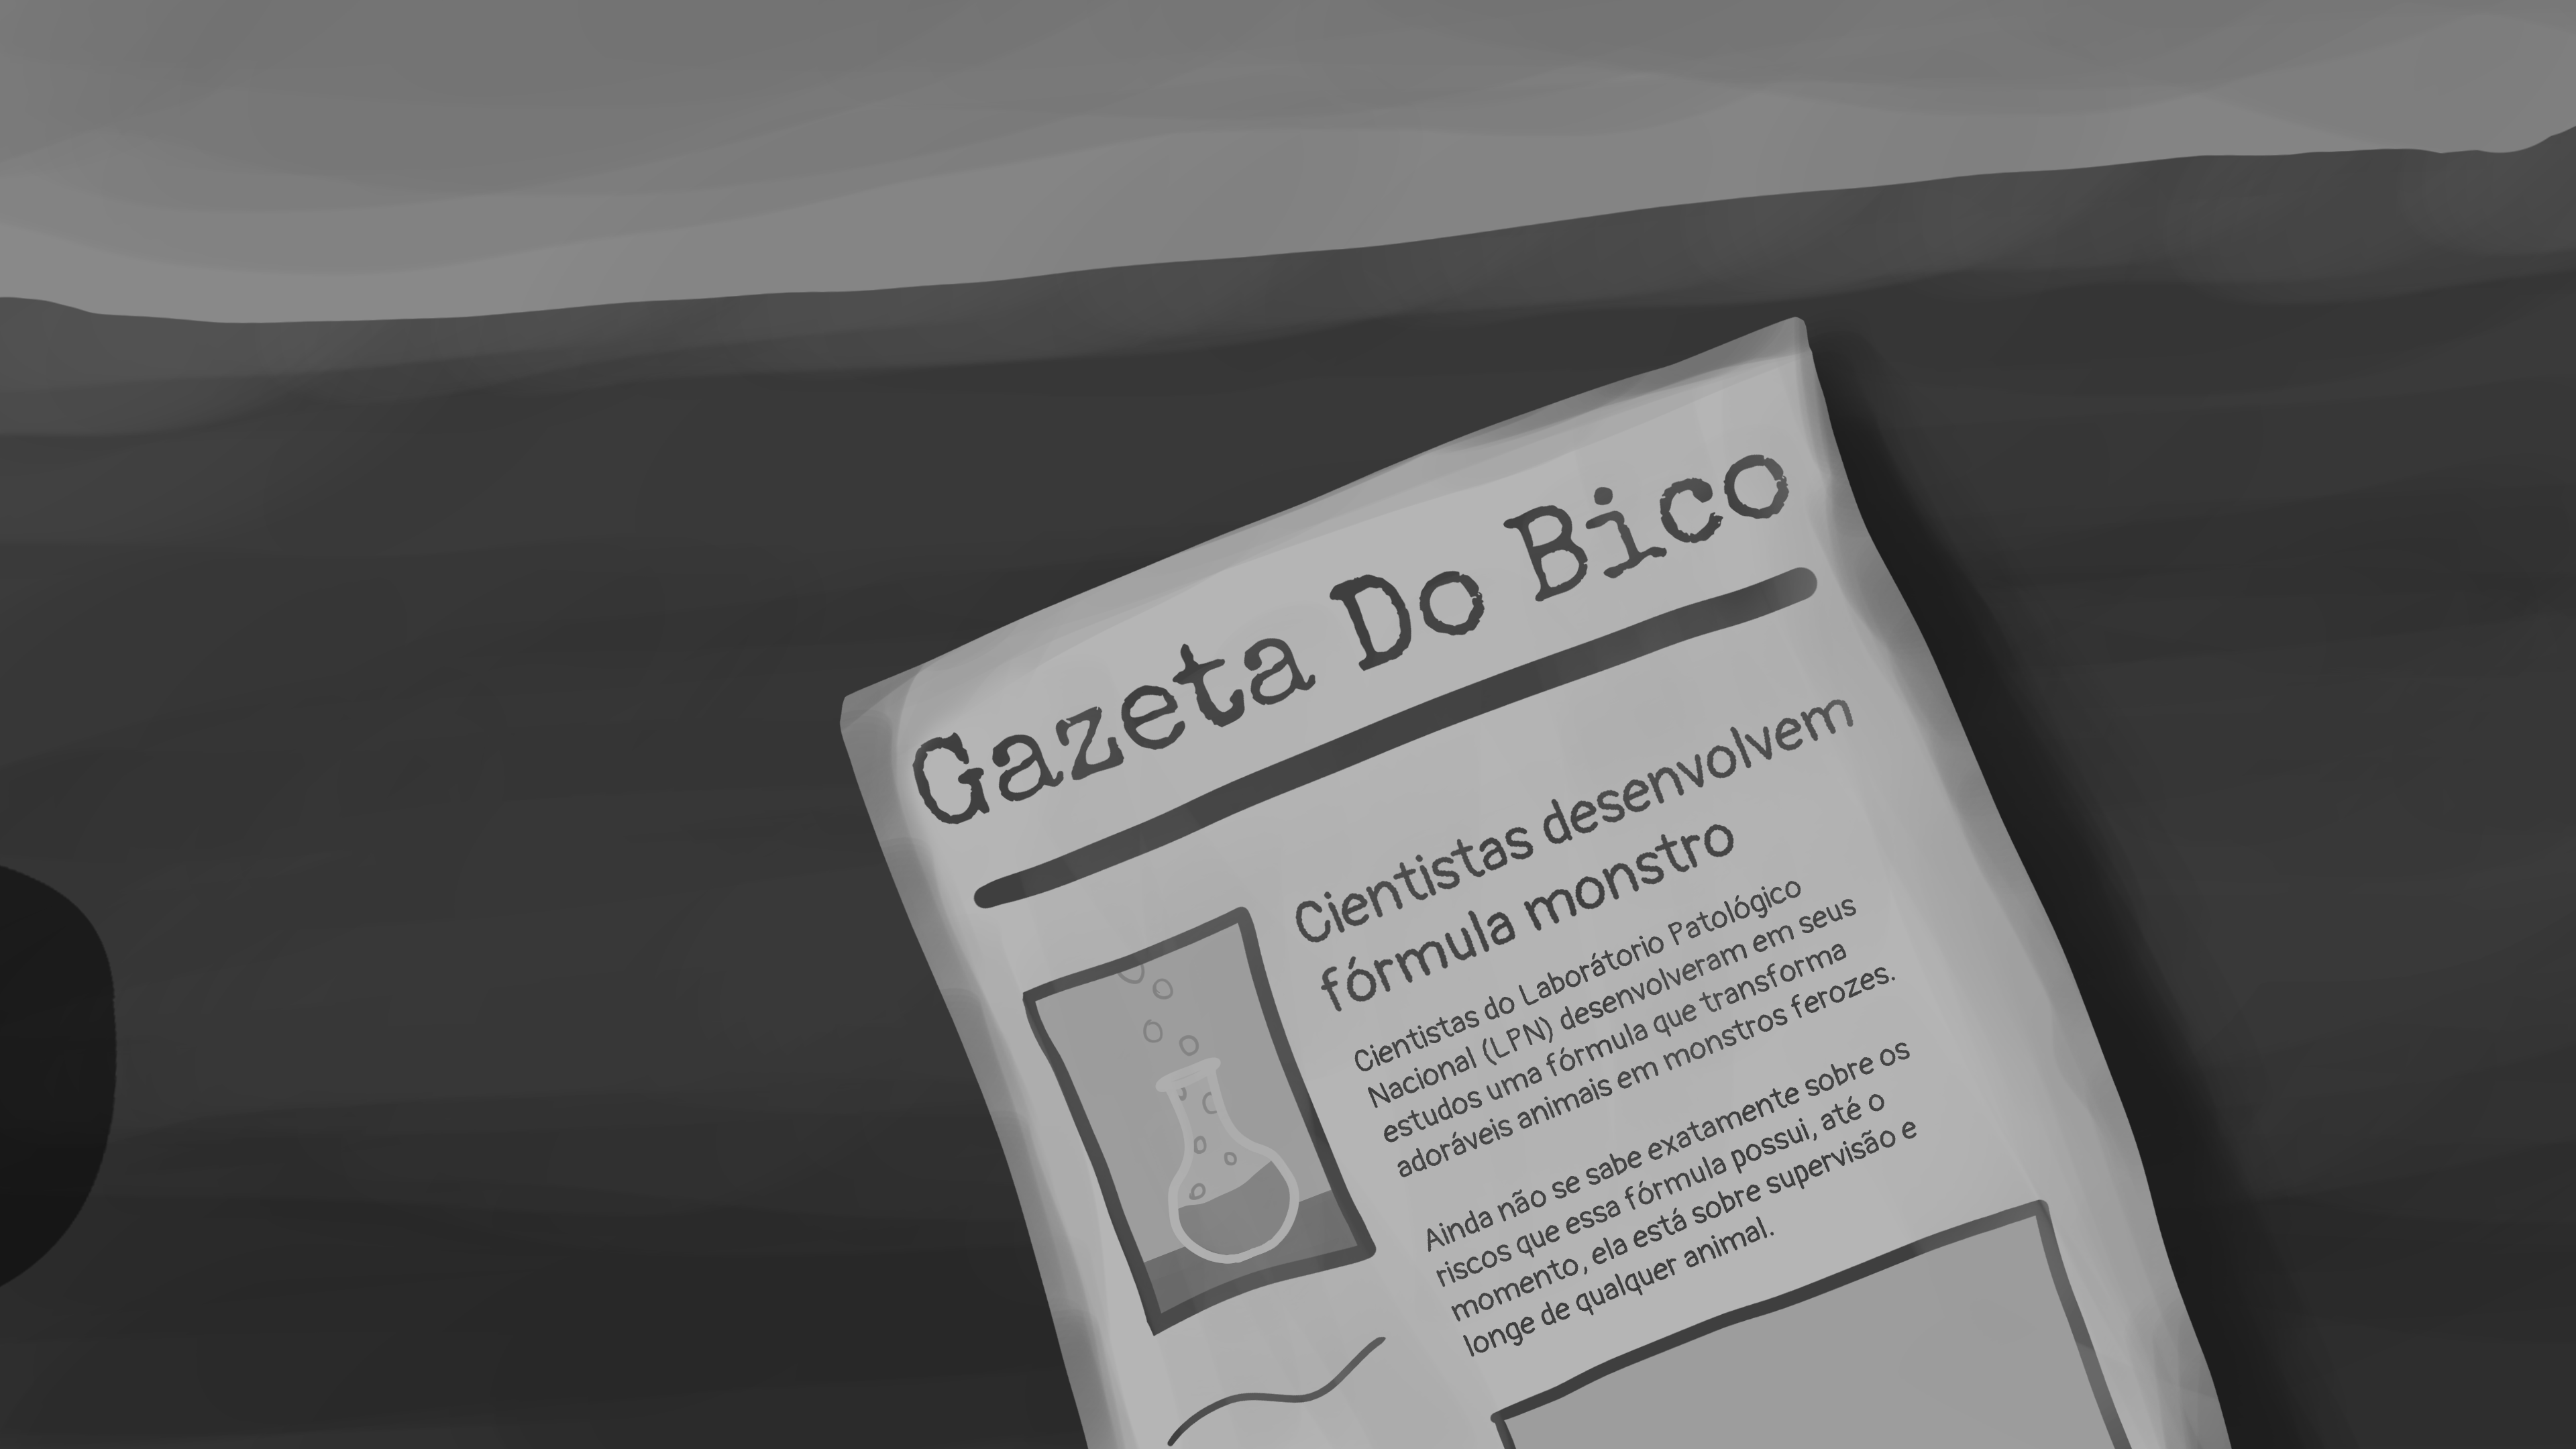 Gazeta Do Bico
Cientistas desenvolvem
fórmula monstro
Cientistas do Laborátorio Patológico
Nacional (LPN) desenvolveram em seus
estudos uma fórmula que transforma
adoráveis animais em monstros ferozes.
Ainda não se sabe exatamente sobre os
riscos que essa fórmula possui, até o
momento, ela está sobre supervisão e
longe de qualquer animal.